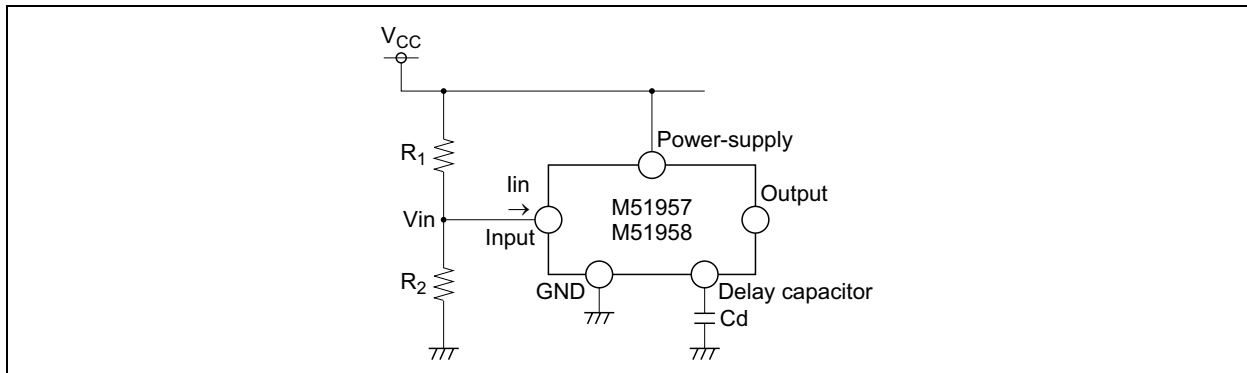 VCC
R1
Power-supply
Iin
→
M51957
Output
Vin
Input
M51958
R2
GND
Delay capacitor
Cd